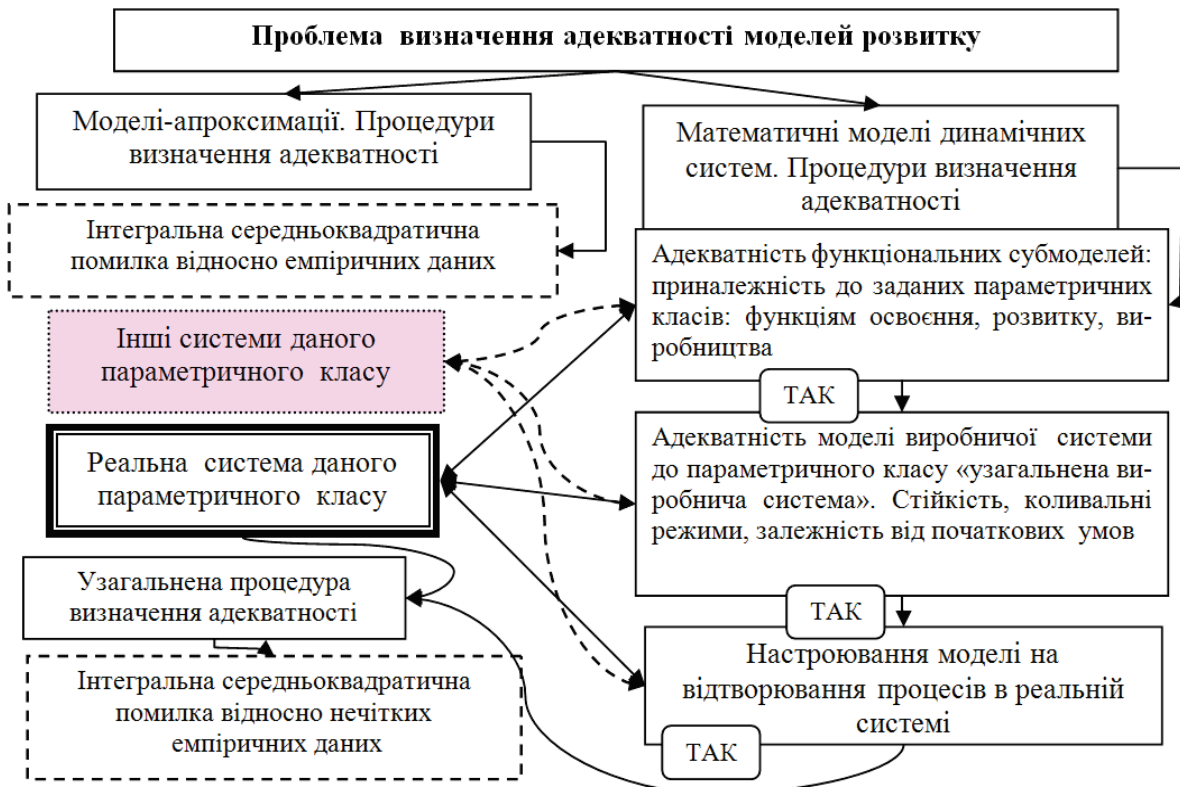 Проблема визначення адекватності моделей розвитку
Моделі-апроксимації. Процедури
визначення адекватності
Інтегральна середньоквадратична
помилка відносно емпіричних даних
Інші системи даного
параметричного класу
Реальна система даного
параметричного класу
Узагальнена процедура
визначення адекватності
Інтегральна середньоквадратична
помилка відносно нечітких
емпіричних даних
Математичні моделі динамічних
систем. Процедури визначення
адекватності
Адекватність функціональних субмоделей:
приналежність до заданих параметричних
класів: функціям освоєння, розвитку, ви-
робництва
ТАК
Адекватність моделі виробничої системи
до параметричного класу «узагальнена ви-
робнича система». Стійкість, коливальні
режими, залежність від початкових умов
ТАК
Настроювання моделі на
відтворювання процесів в реальній
системі
ТАК